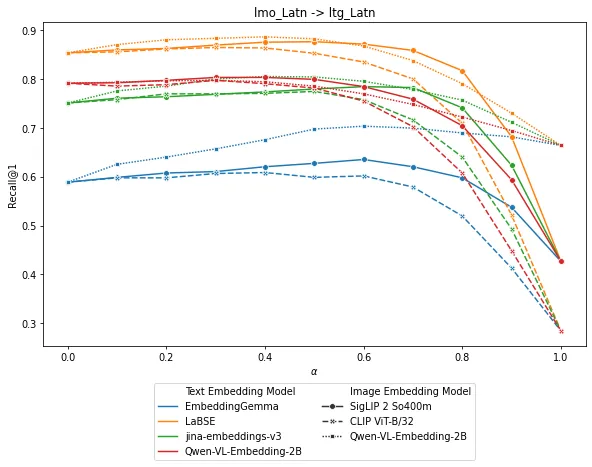 lmo_Latn -> ltg_Latn
0.9
0.8
0.7
0.6
0.5
0.4
0.3
Recall@1
0.0 0.2 0.4 0.6 0.8 1.0
α
Text Embedding Model Image Embedding Model
EmbeddingGemma SigLIP 2 So400m
LaBSE CLIP ViT-B/32
jina-embeddings-v3 Qwen-VL-Embedding-2B
Qwen-VL-Embedding-2B